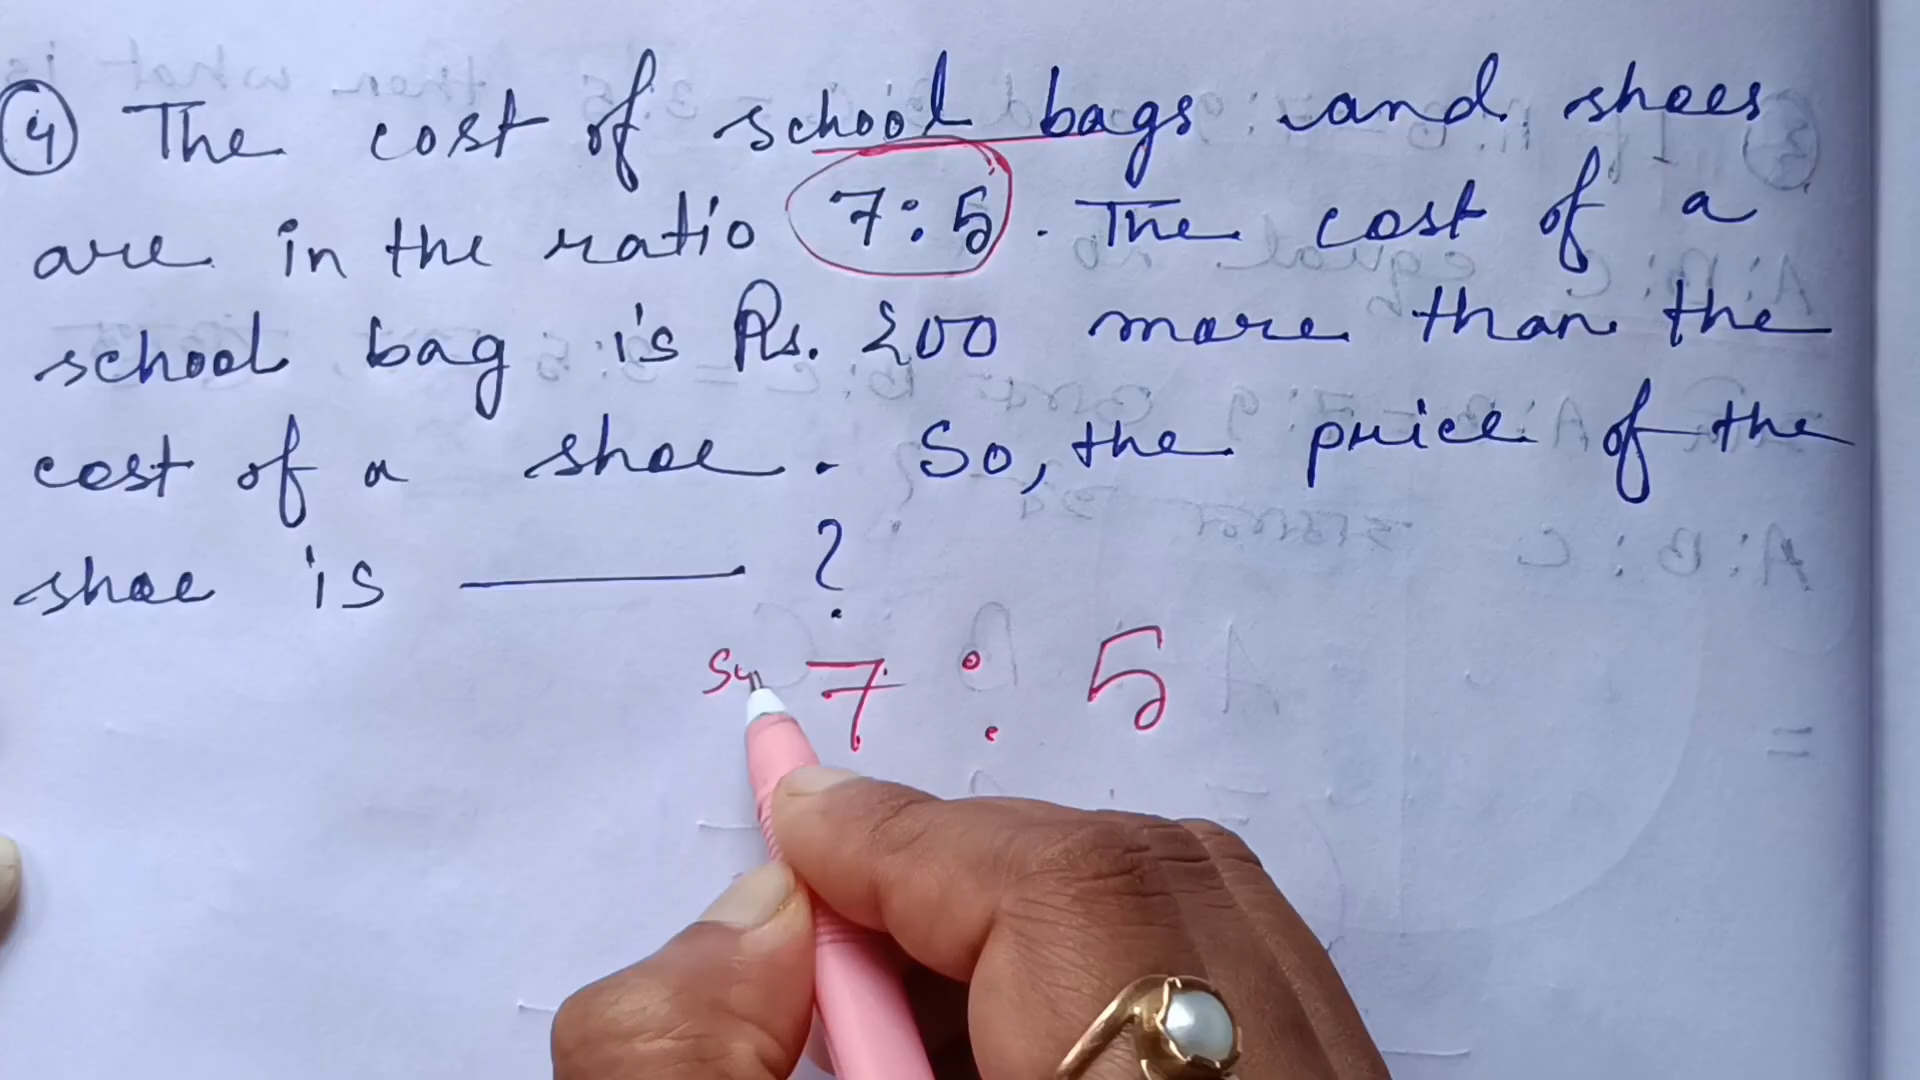 ④ The cost of school bags and shoes
are in the ratio 7:5. The cost of a
school bag is Rs. 200 more than the
cost of a shoe. So, the price of the
shoe is ______ ?
7 : 5